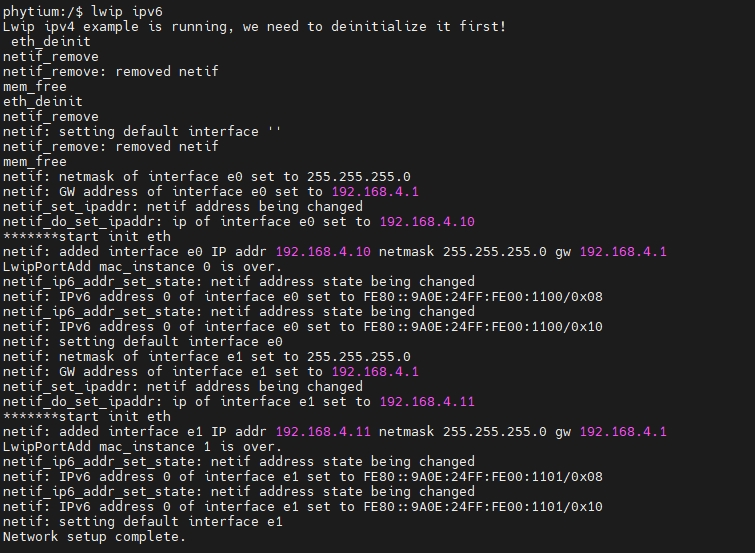 phytium:/$ lwip ipv6
Lwip ipv4 example is running, we need to deinitialize it first!
 eth_deinit
netif_remove
netif_remove: removed netif
mem_free
eth_deinit
netif_remove
netif: setting default interface ''
netif_remove: removed netif
mem_free
netif: netmask of interface e0 set to 255.255.255.0
netif: GW address of interface e0 set to 192.168.4.1
netif_set_ipaddr: netif address being changed
netif_do_set_ipaddr: ip of interface e0 set to 192.168.4.10
*******start init eth
netif: added interface e0 IP addr 192.168.4.10 netmask 255.255.255.0 gw 192.168.4.1
LwipPortAdd mac_instance 0 is over.
netif_ip6_addr_set_state: netif address state being changed
netif: IPv6 address 0 of interface e0 set to FE80::9A0E:24FF:FE00:1100/0x08
netif_ip6_addr_set_state: netif address state being changed
netif: IPv6 address 0 of interface e0 set to FE80::9A0E:24FF:FE00:1100/0x10
netif: setting default interface e0
netif: netmask of interface e1 set to 255.255.255.0
netif: GW address of interface e1 set to 192.168.4.1
netif_set_ipaddr: netif address being changed
netif_do_set_ipaddr: ip of interface e1 set to 192.168.4.11
*******start init eth
netif: added interface e1 IP addr 192.168.4.11 netmask 255.255.255.0 gw 192.168.4.1
LwipPortAdd mac_instance 1 is over.
netif_ip6_addr_set_state: netif address state being changed
netif: IPv6 address 0 of interface e1 set to FE80::9A0E:24FF:FE00:1101/0x08
netif_ip6_addr_set_state: netif address state being changed
netif: IPv6 address 0 of interface e1 set to FE80::9A0E:24FF:FE00:1101/0x10
netif: setting default interface e1
Network setup complete.